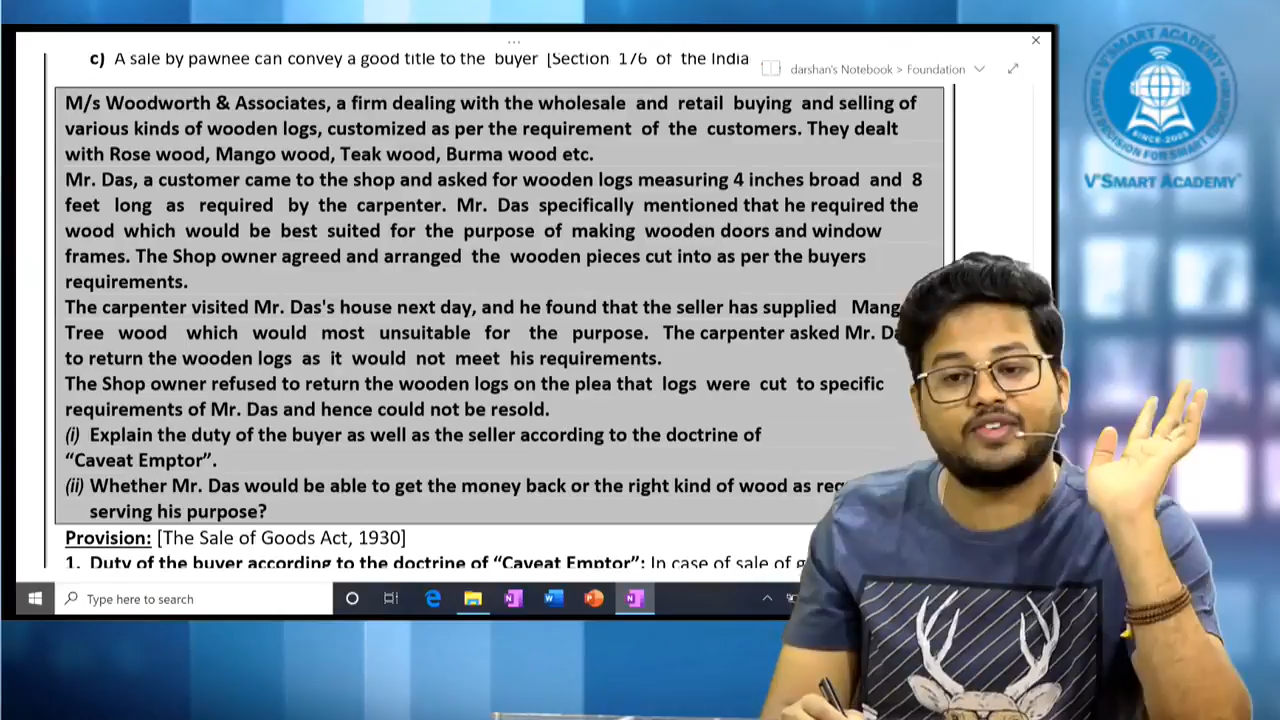 c) A sale by pawnee can convey a good title to the buyer [Section 176 of the India
darshan's Notebook > Foundation
M/s Woodworth & Associates, a firm dealing with the wholesale and retail buying and selling of
various kinds of wooden logs, customized as per the requirement of the customers. They dealt
with Rose wood, Mango wood, Teak wood, Burma wood etc.
Mr. Das, a customer came to the shop and asked for wooden logs measuring 4 inches broad and 8
feet long as required by the carpenter. Mr. Das specifically mentioned that he required the
wood which would be best suited for the purpose of making wooden doors and window
frames. The Shop owner agreed and arranged the wooden pieces cut into as per the buyers
requirements.
The carpenter visited Mr. Das's house next day, and he found that the seller has supplied Mang
Tree wood which would most unsuitable for the purpose. The carpenter asked Mr. Da
to return the wooden logs as it would not meet his requirements.
The Shop owner refused to return the wooden logs on the plea that logs were cut to specific
requirements of Mr. Das and hence could not be resold.
(i) Explain the duty of the buyer as well as the seller according to the doctrine of
“Caveat Emptor”.
(ii) Whether Mr. Das would be able to get the money back or the right kind of wood as req
serving his purpose?
Provision: [The Sale of Goods Act, 1930]
1. Duty of the buyer according to the doctrine of “Caveat Emptor”: In case of sale of g
Type here to search
V'SMART ACADEMY
SINCE 2005
V'SMART ACADEMY